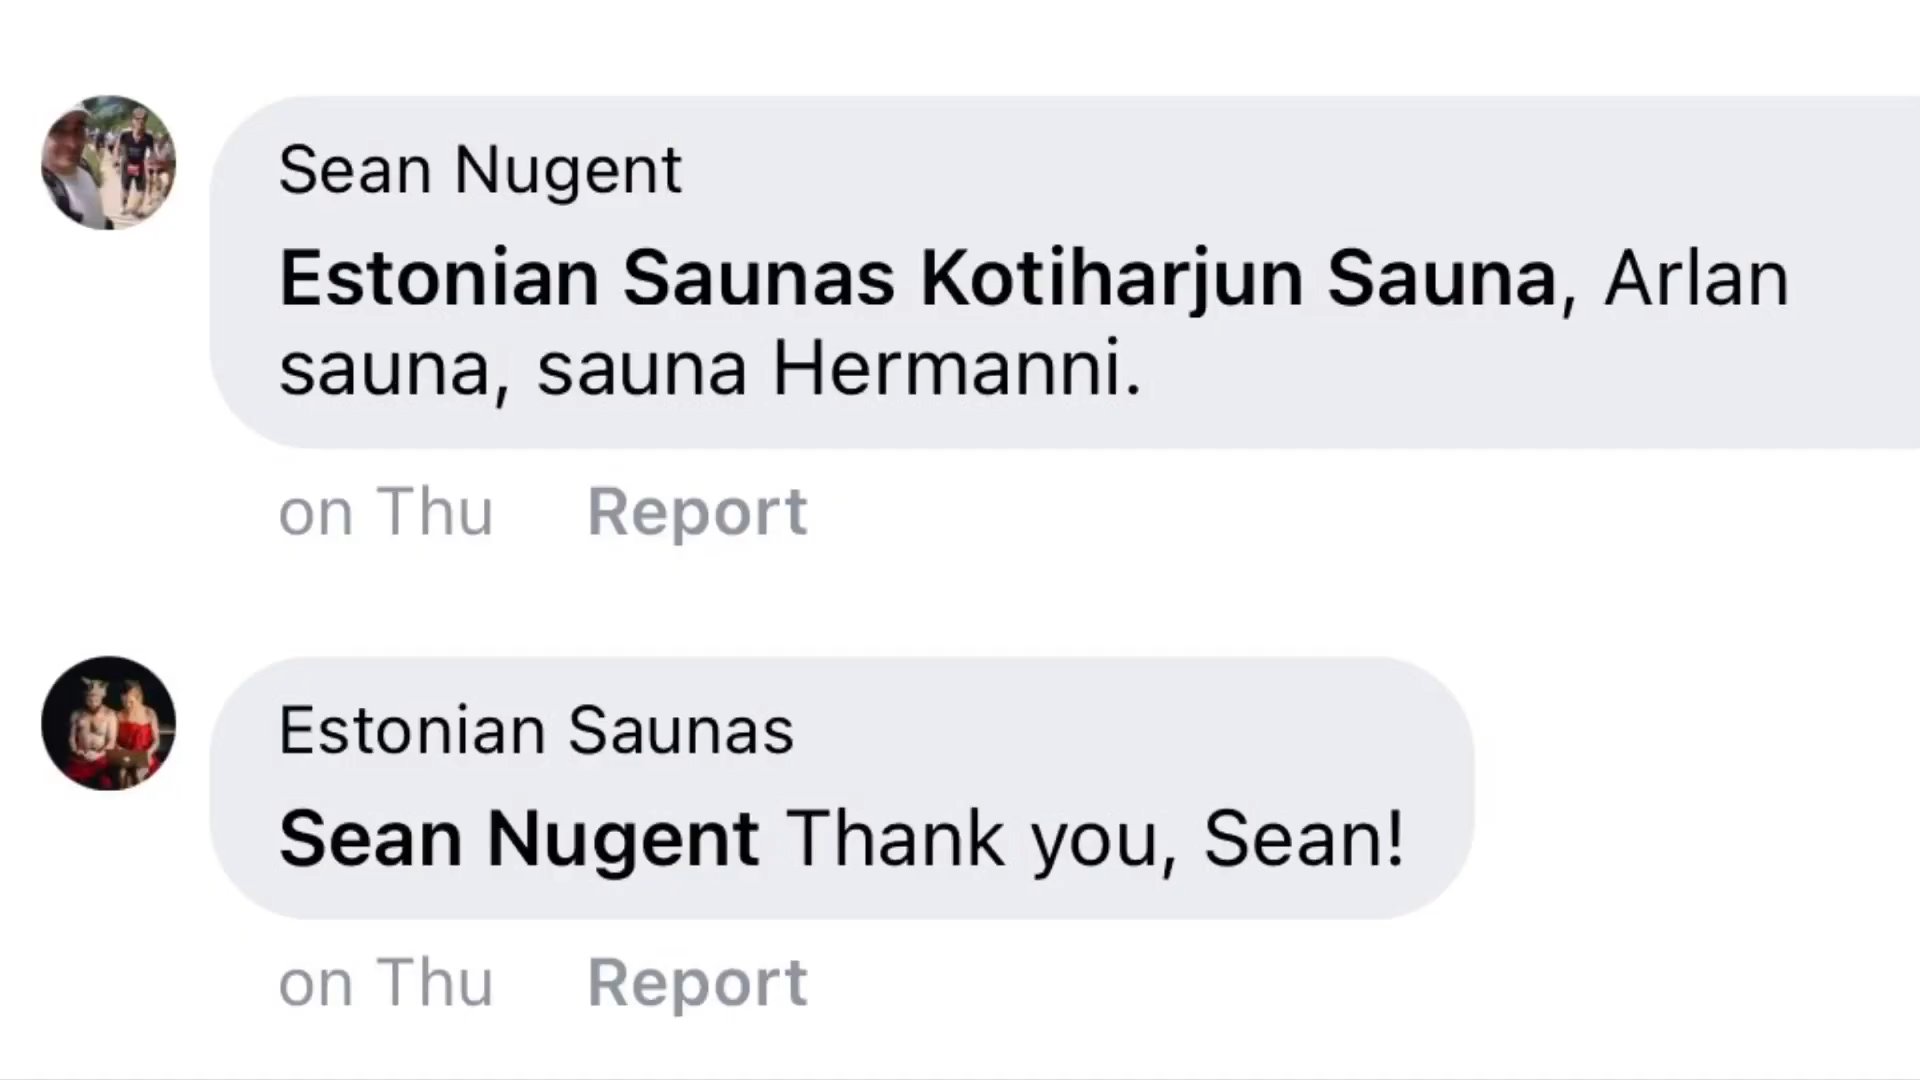 Sean Nugent
Estonian Saunas Kotiharjun Sauna, Arlan
sauna, sauna Hermanni.
on Thu Report
Estonian Saunas
Sean Nugent Thank you, Sean!
on Thu Report